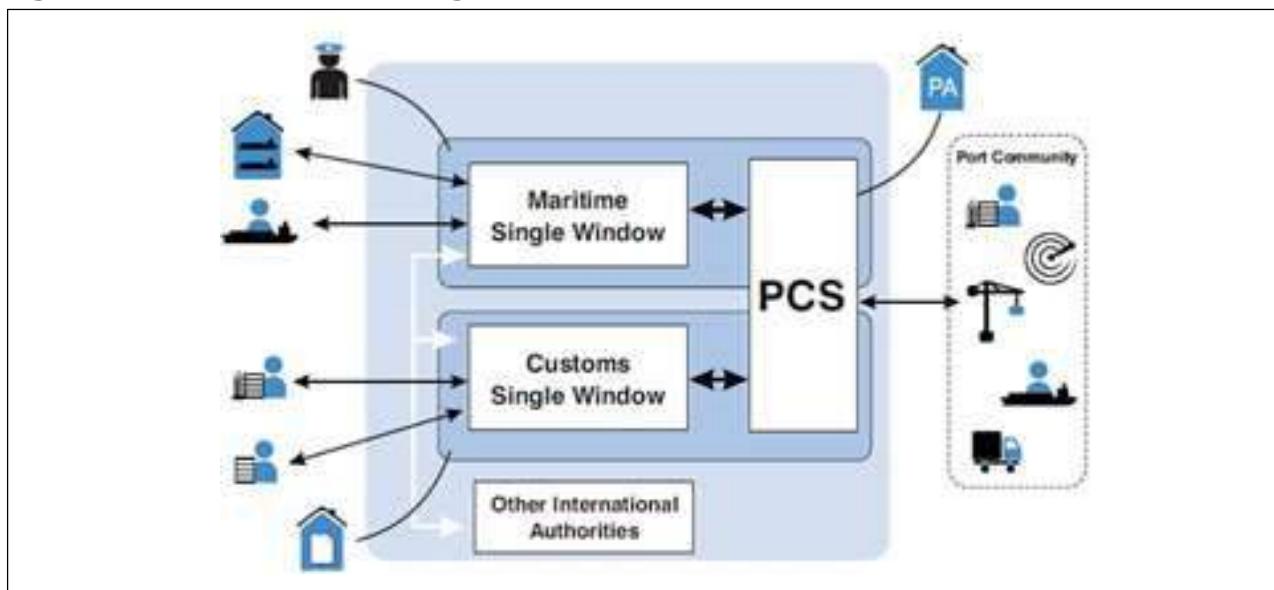 PA
Port Community
Maritime
Single Window
PCS
Customs
Single Window
Other International
Authorities